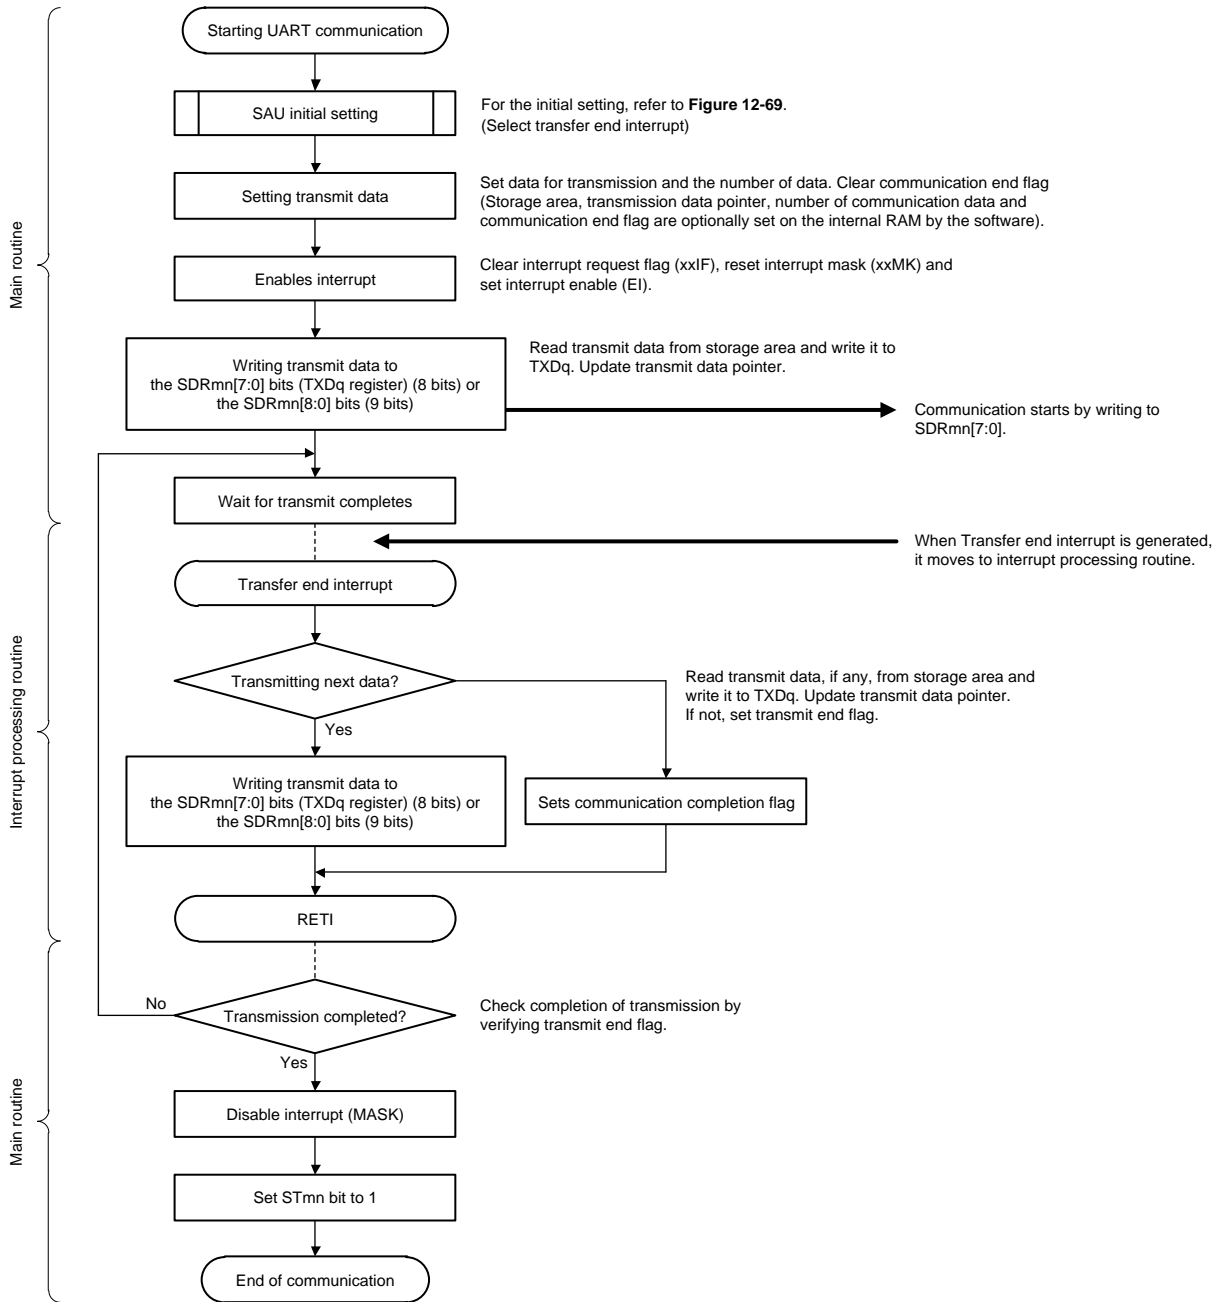 Starting UART communication
SAU initial setting
For the initial setting, refer to Figure 12-69.
(Select transfer end interrupt)
Setting transmit data
Set data for transmission and the number of data. Clear communication end flag
(Storage area, transmission data pointer, number of communication data and
communication end flag are optionally set on the internal RAM by the software).
Main routine
Enables interrupt
Clear interrupt request flag (xxIF), reset interrupt mask (xxMK) and
set interrupt enable (EI).
Writing transmit data to
the SDRmn[7:0] bits (TXDq register) (8 bits) or
the SDRmn[8:0] bits (9 bits)
Read transmit data from storage area and write it to
TXDq. Update transmit data pointer.
Communication starts by writing to
SDRmn[7:0].
Wait for transmit completes
When Transfer end interrupt is generated,
it moves to interrupt processing routine.
Transfer end interrupt
Interrupt processing routine
Transmitting next data?
Read transmit data, if any, from storage area and
write it to TXDq. Update transmit data pointer.
If not, set transmit end flag.
Yes
Writing transmit data to
the SDRmn[7:0] bits (TXDq register) (8 bits) or
the SDRmn[8:0] bits (9 bits)
Sets communication completion flag
RETI
No
Transmission completed?
Check completion of transmission by
verifying transmit end flag.
Yes
Main routine
Disable interrupt (MASK)
Set STmn bit to 1
End of communication